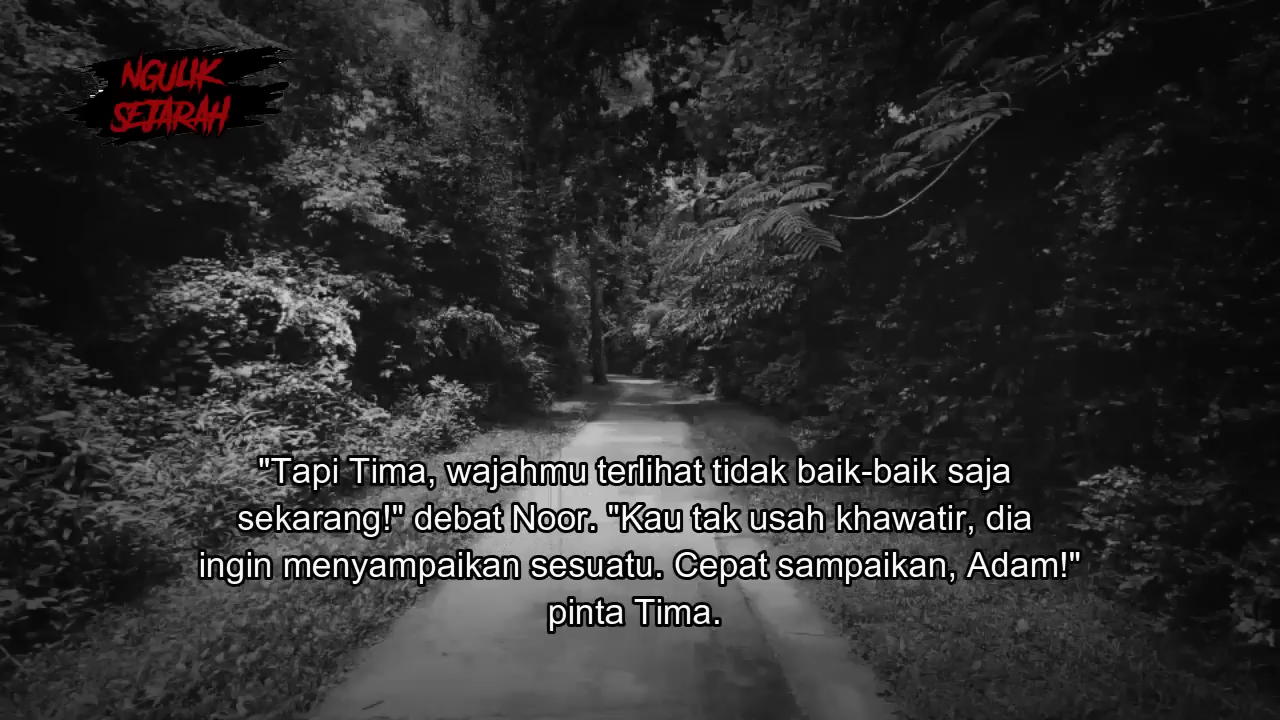 NGULIK
SEJARAH
"Tapi Tima, wajahmu terlihat tidak baik-baik saja
sekarang!" debat Noor. "Kau tak usah khawatir, dia
ingin menyampaikan sesuatu. Cepat sampaikan, Adam!"
pinta Tima.